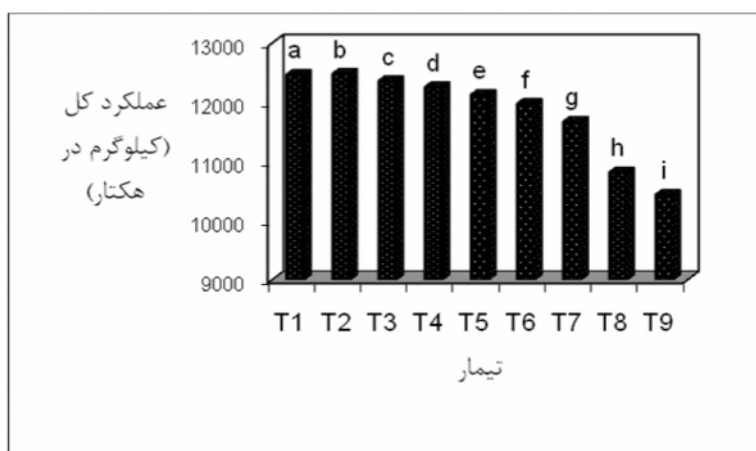 عملکرد کل
(کیلوگرم در
هکتار)
13000
12000
11000
10000
9000
a b c d e f g h i
T1 T2 T3 T4 T5 T6 T7 T8 T9
تیمار